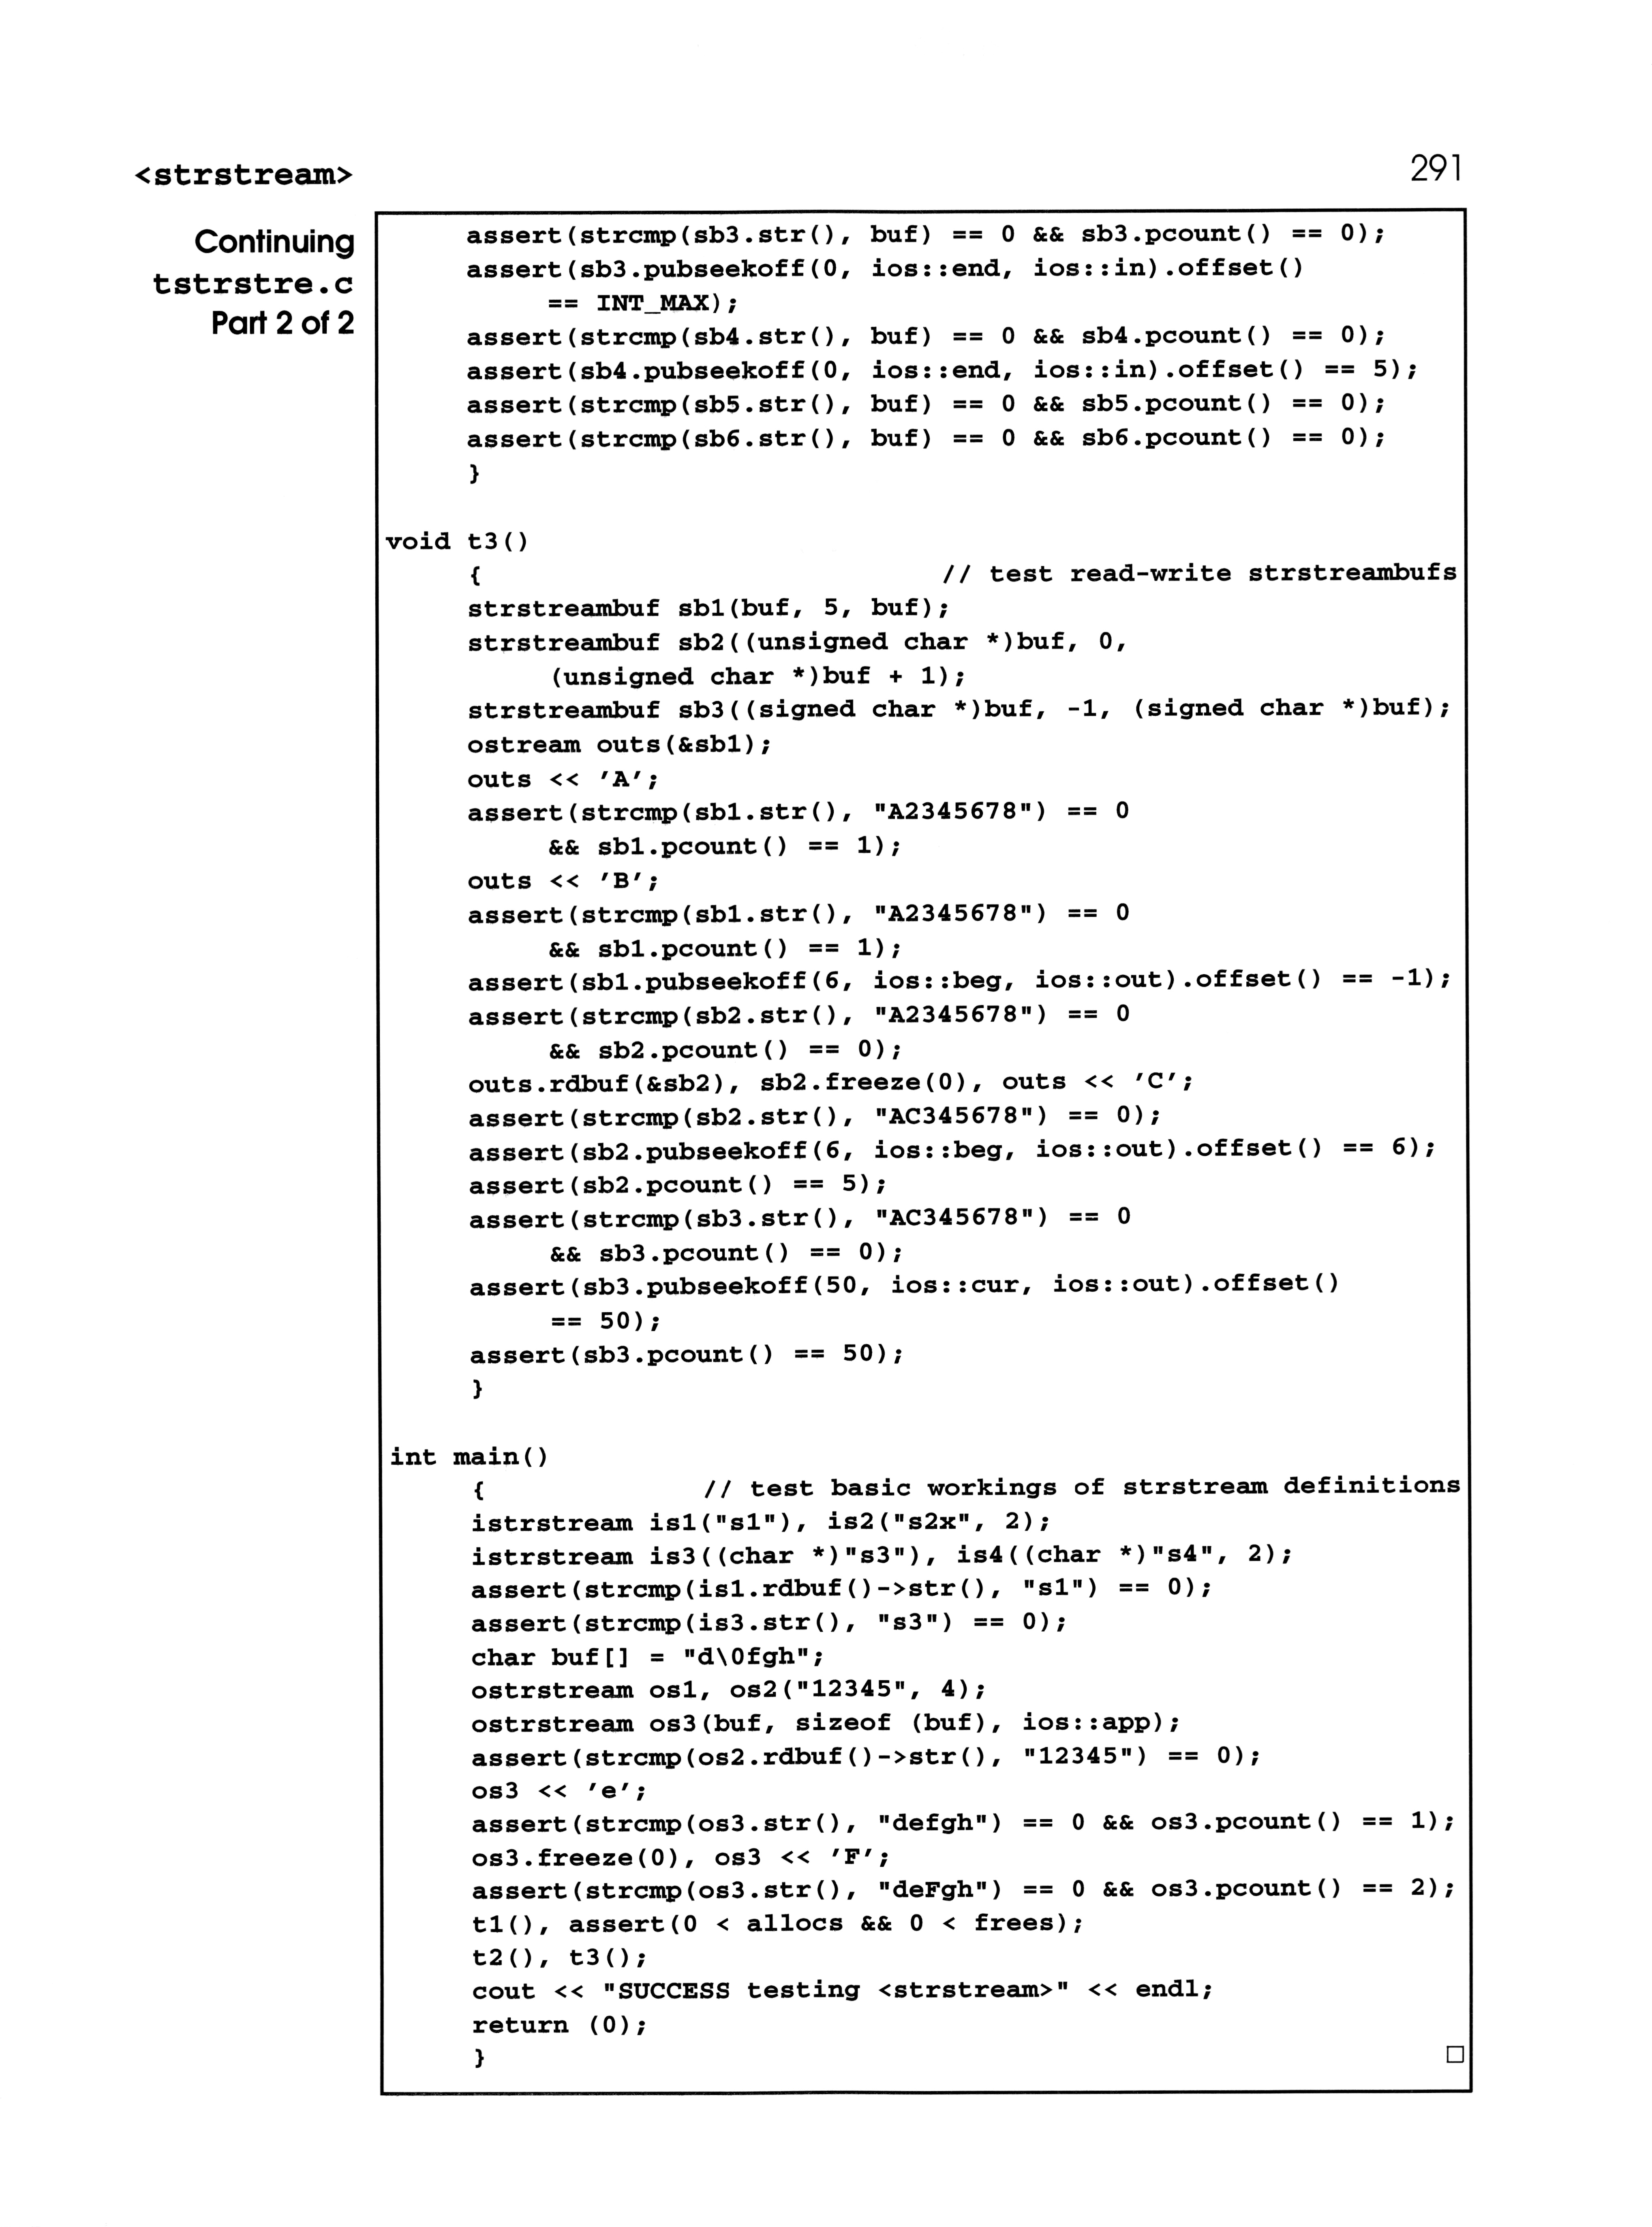 <strstream>
291
Continuing
tstrstre.c
Part 2 of 2
assert(strcmp(sb3.str(), buf) == 0 && sb3.pcount() == 0);
assert(sb3.pubseekoff(0, ios::end, ios::in).offset()
== INT_MAX);
assert(strcmp(sb4.str(), buf) == 0 && sb4.pcount() == 0);
assert(sb4.pubseekoff(0, ios::end, ios::in).offset() == 5);
assert(strcmp(sb5.str(), buf) == 0 && sb5.pcount() == 0);
assert(strcmp(sb6.str(), buf) == 0 && sb6.pcount() == 0);
}
void t3()
{ // test read-write strstreambufs
strstreambuf sb1(buf, 5, buf);
strstreambuf sb2((unsigned char *)buf, 0,
(unsigned char *)buf + 1);
strstreambuf sb3((signed char *)buf, -1, (signed char *)buf);
ostream outs(&sb1);
outs << 'A';
assert(strcmp(sb1.str(), "A2345678") == 0
&& sb1.pcount() == 1);
outs << 'B';
assert(strcmp(sb1.str(), "A2345678") == 0
&& sb1.pcount() == 1);
assert(sb1.pubseekoff(6, ios::beg, ios::out).offset() == -1);
assert(strcmp(sb2.str(), "A2345678") == 0
&& sb2.pcount() == 0);
outs.rdbuf(&sb2), sb2.freeze(0), outs << 'C';
assert(strcmp(sb2.str(), "AC345678") == 0);
assert(sb2.pubseekoff(6, ios::beg, ios::out).offset() == 6);
assert(sb2.pcount() == 5);
assert(strcmp(sb3.str(), "AC345678") == 0
&& sb3.pcount() == 0);
assert(sb3.pubseekoff(50, ios::cur, ios::out).offset()
== 50);
assert(sb3.pcount() == 50);
}
int main()
{ // test basic workings of strstream definitions
istrstream is1("s1"), is2("s2x", 2);
istrstream is3((char *)"s3"), is4((char *)"s4", 2);
assert(strcmp(is1.rdbuf()->str(), "s1") == 0);
assert(strcmp(is3.str(), "s3") == 0);
char buf[] = "d\0fgh";
ostrstream os1, os2("12345", 4);
ostrstream os3(buf, sizeof (buf), ios::app);
assert(strcmp(os2.rdbuf()->str(), "12345") == 0);
os3 << 'e';
assert(strcmp(os3.str(), "defgh") == 0 && os3.pcount() == 1);
os3.freeze(0), os3 << 'F';
assert(strcmp(os3.str(), "deFgh") == 0 && os3.pcount() == 2);
t1(), assert(0 < allocs && 0 < frees);
t2(), t3();
cout << "SUCCESS testing <strstream>" << endl;
return (0);
} □